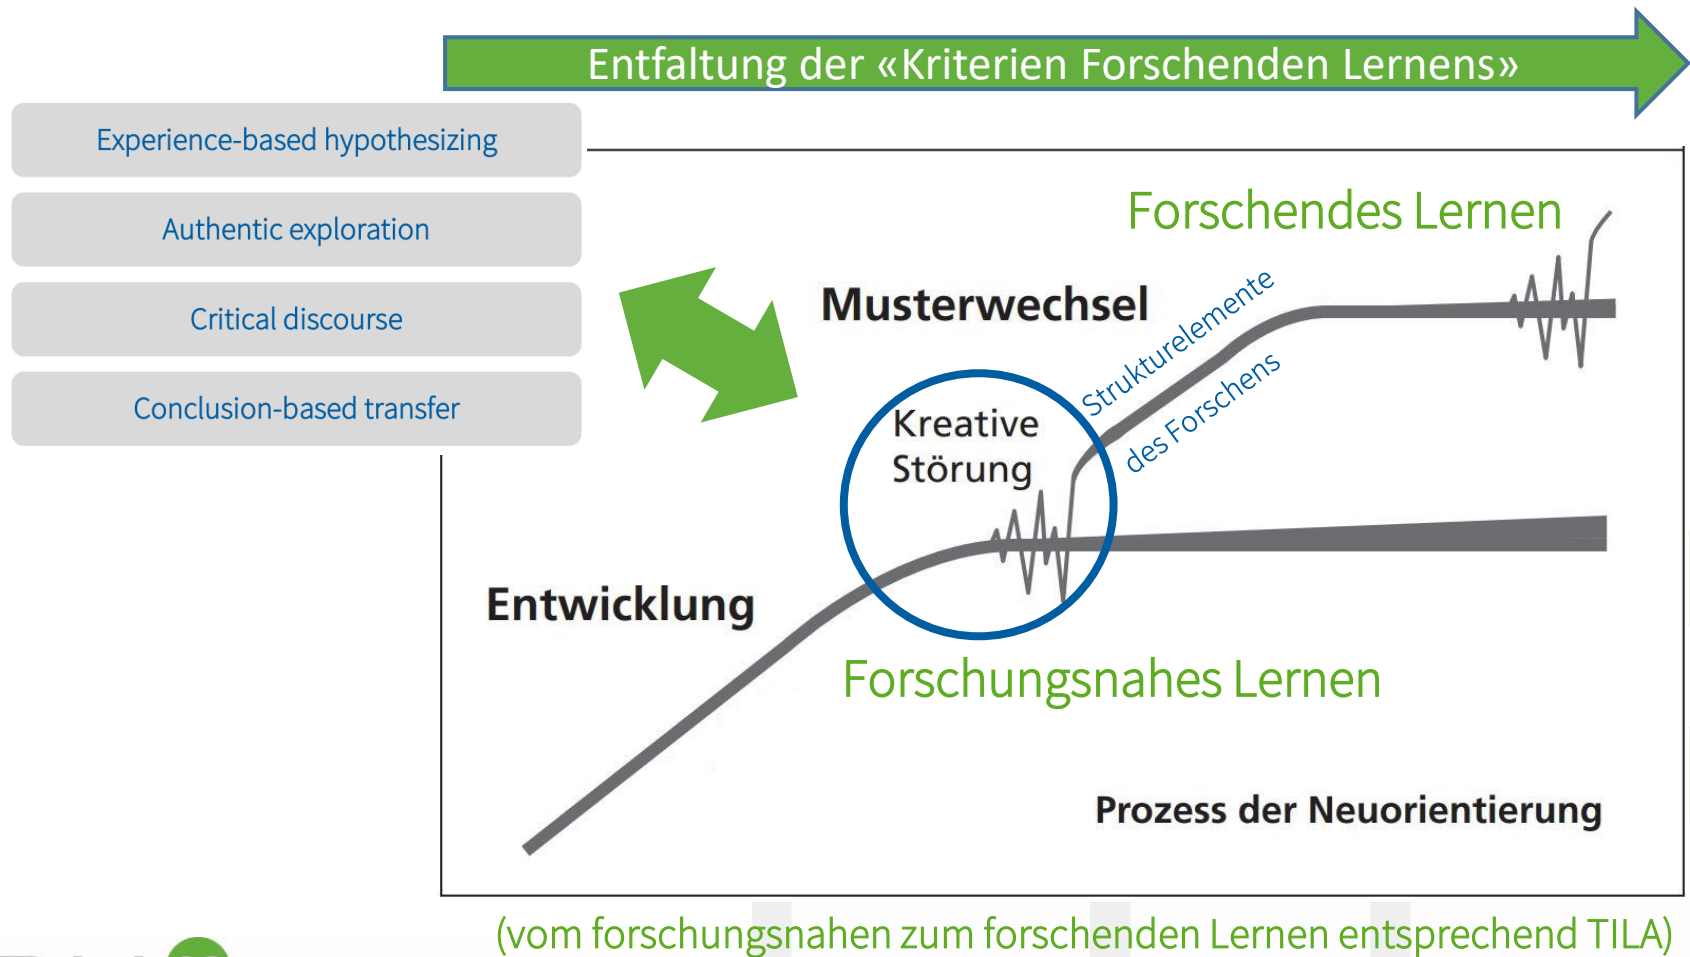 Entfaltung der «Kriterien Forschenden Lernens»
Experience-based hypothesizing
Authentic exploration
Critical discourse
Conclusion-based transfer
Forschendes Lernen
Musterwechsel
Strukturelemente
des Forschens
Kreative
Störung
Entwicklung
Forschungsnahes Lernen
Prozess der Neuorientierung
(vom forschungsnahen zum forschenden Lernen entsprechend TILA)